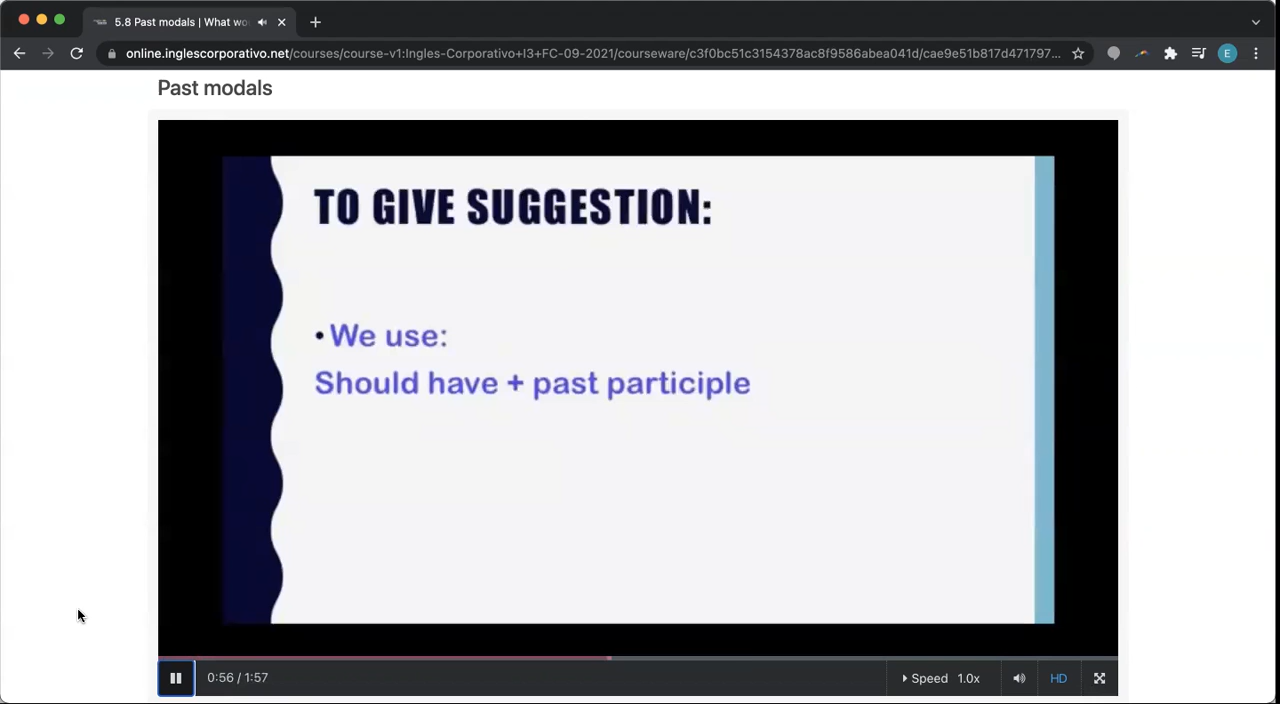 5.8 Past modals | What wo
online.inglescorporativo.net/courses/course-v1:Ingles-Corporativo+I3+FC-09-2021/courseware/c3f0bc51c3154378ac8f9586abea041d/cae9e51b817d471797...
E
Past modals
TO GIVE SUGGESTION:
• We use:
Should have + past participle
0:56 / 1:57
Speed 1.0x
HD